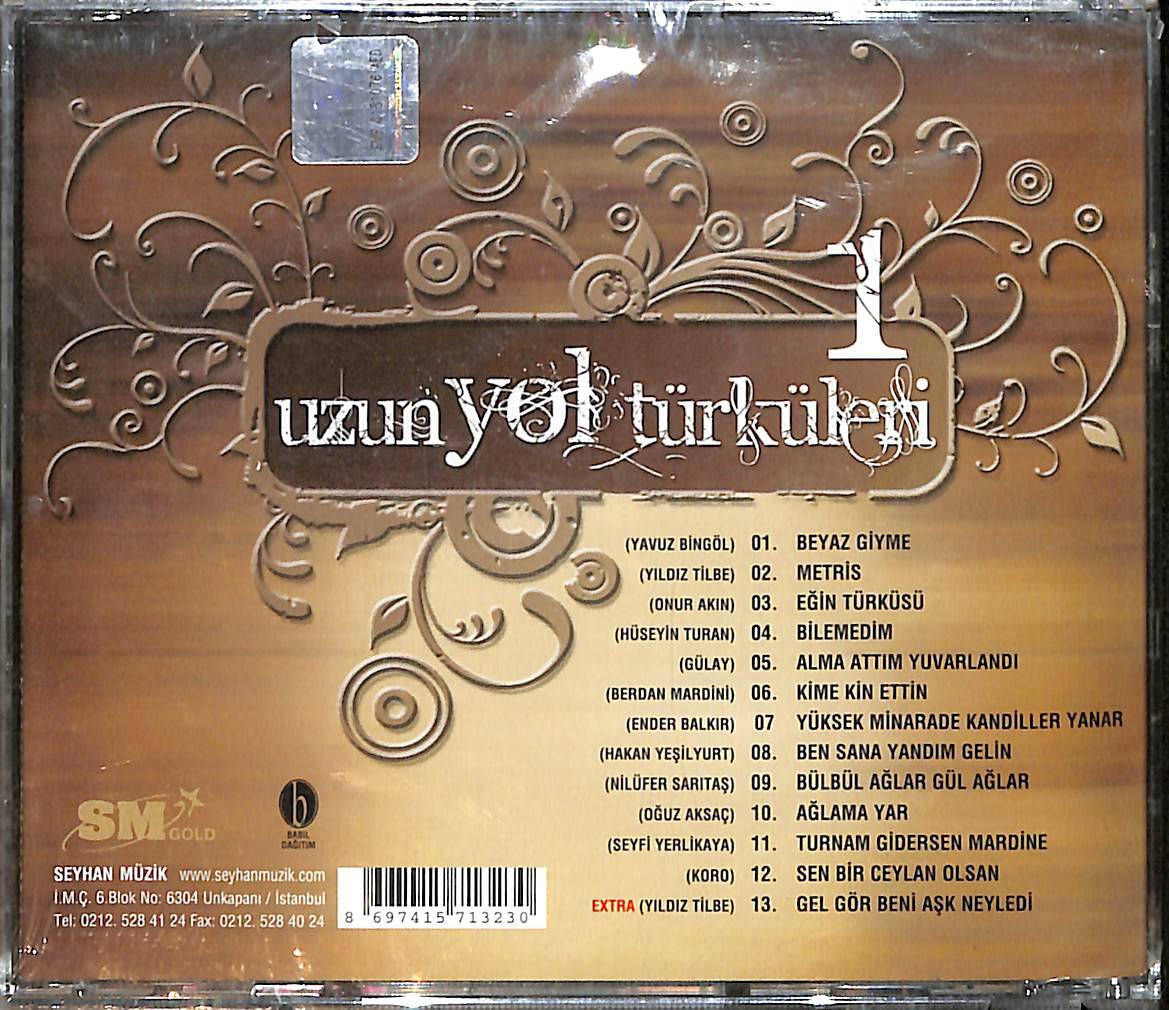 1
uzun yol türküleri
(YAVUZ BİNGÖL) 01. BEYAZ GİYME
(YILDIZ TİLBE) 02. METRİS
(ONUR AKIN) 03. EĞİN TÜRKÜSÜ
(HÜSEYİN TURAN) 04. BİLEMEDİM
(GÜLAY) 05. ALMA ATTIM YUVARLANDI
(BERDAN MARDİNİ) 06. KİME KİN ETTİN
(ENDER BALKIR) 07 YÜKSEK MİNARADE KANDİLLER YANAR
(HAKAN YEŞİLYURT) 08. BEN SANA YANDIM GELİN
(NİLÜFER SARITAŞ) 09. BÜLBÜL AĞLAR GÜL AĞLAR
(OĞUZ AKSAÇ) 10. AĞLAMA YAR
(SEYFİ YERLİKAYA) 11. TURNAM GİDERSEN MARDİNE
(KORO) 12. SEN BİR CEYLAN OLSAN
EXTRA (YILDIZ TİLBE) 13. GEL GÖR BENİ AŞK NEYLEDİ
SM GOLD
b
BABİL
DAĞITIM
SEYHAN MÜZİK www.seyhanmuzik.com
İ.M.Ç. 6.Blok No: 6304 Unkapanı / İstanbul
Tel: 0212. 528 41 24 Fax: 0212. 528 40 24
8 697415 713230